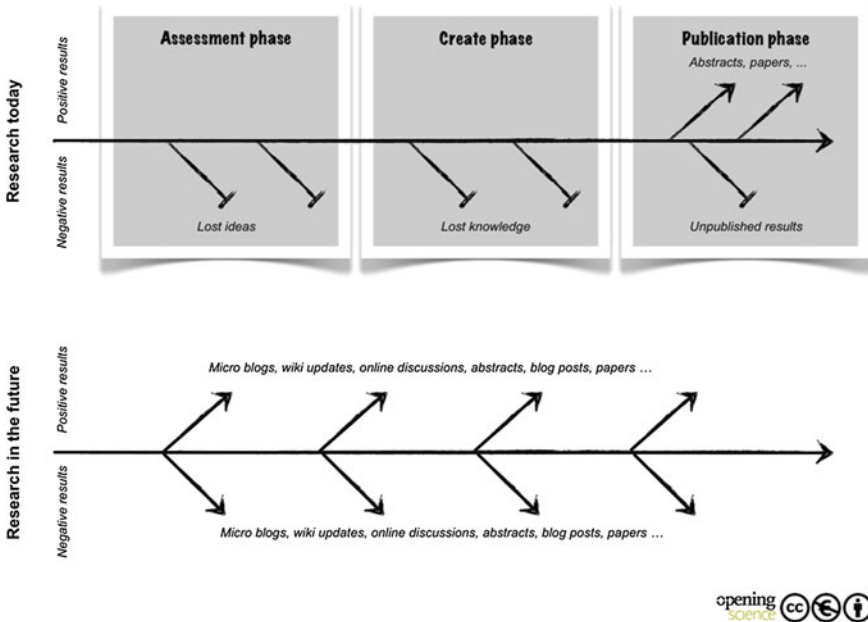 Research today
Positive results
Negative results
Assessment phase
Lost ideas
Create phase
Lost knowledge
Publication phase
Abstracts, papers, ...
Unpublished results
Research in the future
Positive results
Negative results
Micro blogs, wiki updates, online discussions, abstracts, blog posts, papers ...
Micro blogs, wiki updates, online discussions, abstracts, blog posts, papers ...
opening
science
cc